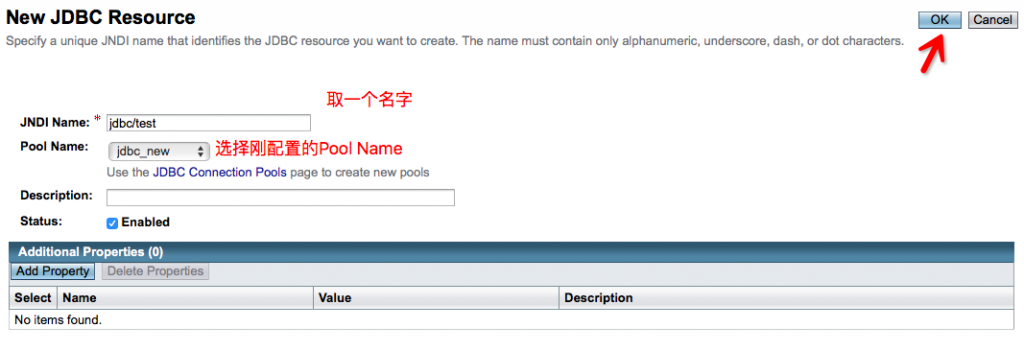 New JDBC Resource
OK Cancel
Specify a unique JNDI name that identifies the JDBC resource you want to create. The name must contain only alphanumeric, underscore, dash, or dot characters.
取一个名字
JNDI Name: * jdbc/test
Pool Name: jdbc_new 选择刚配置的Pool Name
Use the JDBC Connection Pools page to create new pools
Description:
Status: Enabled
Additional Properties (0)
Add Property Delete Properties
Select Name Value Description
No items found.